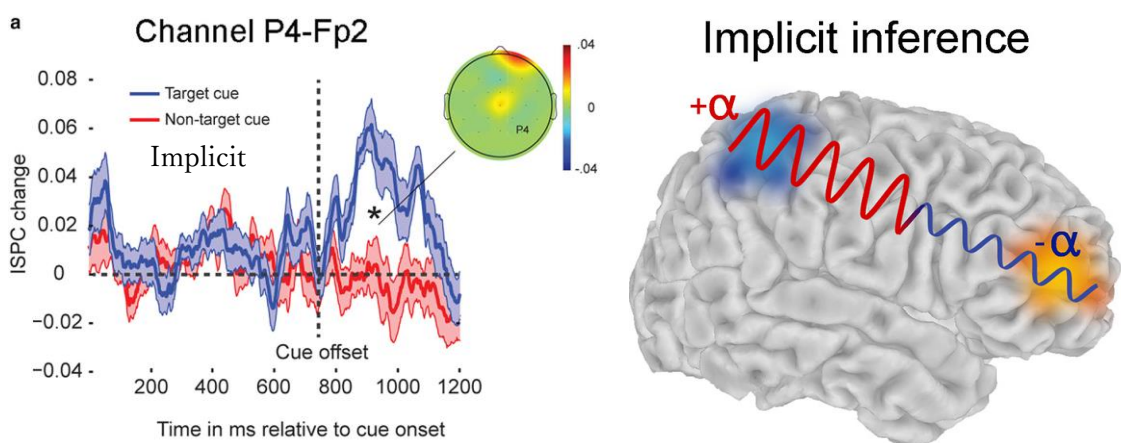 a
Channel P4-Fp2
Implicit inference
.04
0
-.04
P4
0.08
0.06
0.04
0.02
0
−0.02
−0.04
ISPC change
Target cue
Non-target cue
Implicit
*
Cue offset
200
400
600
800
1000
1200
Time in ms relative to cue onset
+α
-α